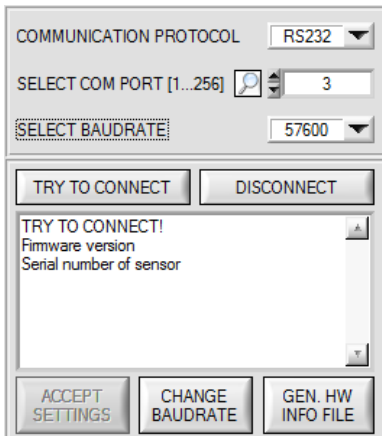 COMMUNICATION PROTOCOL RS232
SELECT COM PORT [1...256] 3
SELECT BAUDRATE 57600
TRY TO CONNECT DISCONNECT
TRY TO CONNECT!
Firmware version
Serial number of sensor
ACCEPT SETTINGS CHANGE BAUDRATE GEN. HW INFO FILE